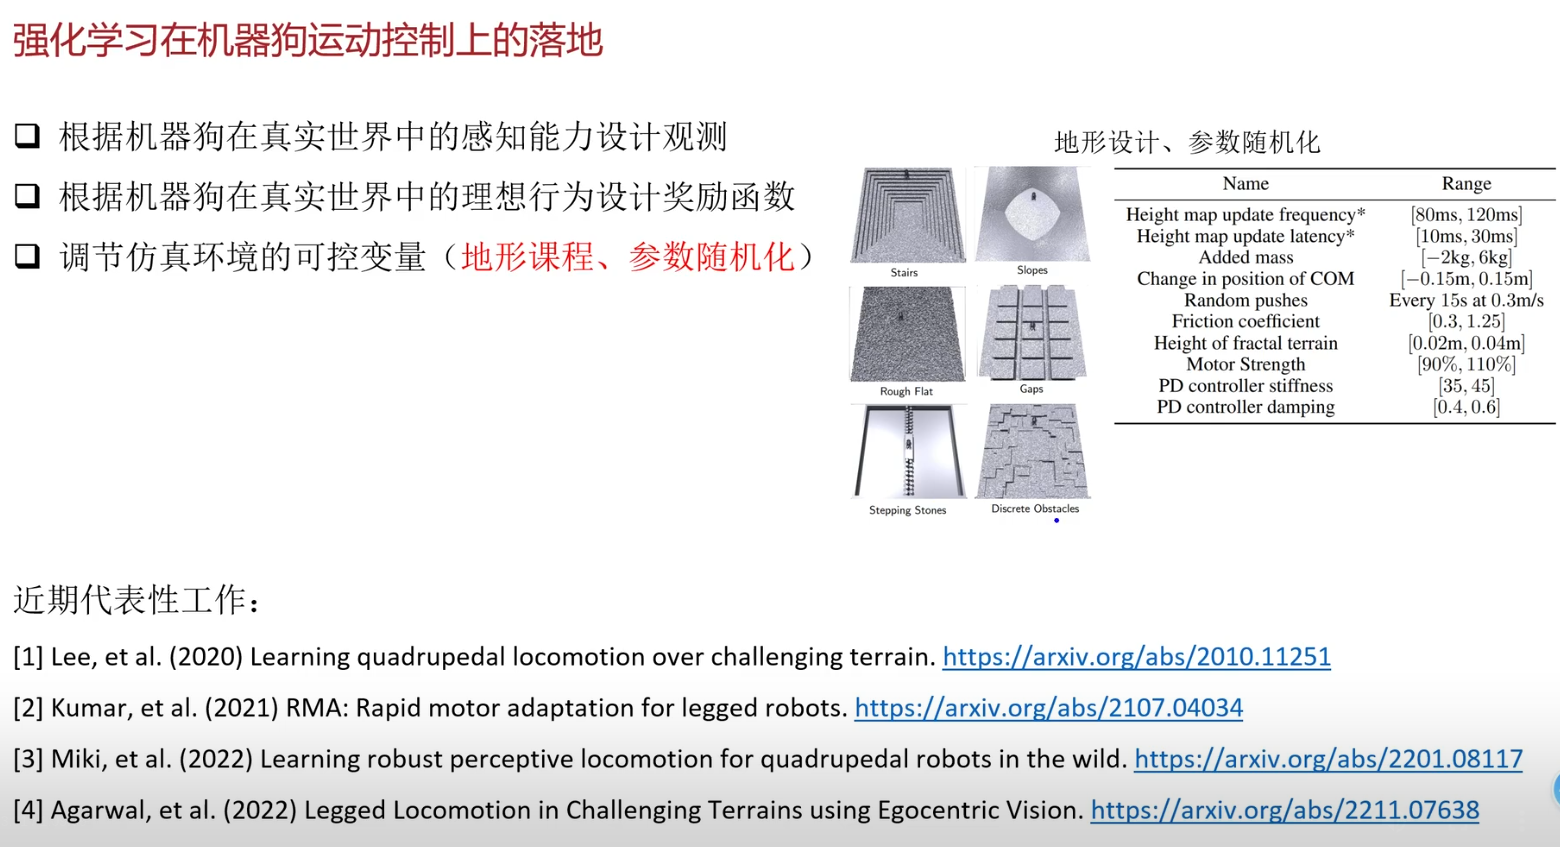 强化学习在机器狗运动控制上的落地
根据机器狗在真实世界中的感知能力设计观测
根据机器狗在真实世界中的理想行为设计奖励函数
调节仿真环境的可控变量（地形课程、参数随机化）
地形设计、参数随机化
Stairs
Slopes
Rough Flat
Gaps
Stepping Stones
Discrete Obstacles
Name Range
Height map update frequency* [80ms, 120ms]
Height map update latency* [10ms, 30ms]
Added mass [−2kg, 6kg]
Change in position of COM [−0.15m, 0.15m]
Random pushes Every 15s at 0.3m/s
Friction coefficient [0.3, 1.25]
Height of fractal terrain [0.02m, 0.04m]
Motor Strength [90%, 110%]
PD controller stiffness [35, 45]
PD controller damping [0.4, 0.6]
近期代表性工作：
[1] Lee, et al. (2020) Learning quadrupedal locomotion over challenging terrain. https://arxiv.org/abs/2010.11251
[2] Kumar, et al. (2021) RMA: Rapid motor adaptation for legged robots. https://arxiv.org/abs/2107.04034
[3] Miki, et al. (2022) Learning robust perceptive locomotion for quadrupedal robots in the wild. https://arxiv.org/abs/2201.08117
[4] Agarwal, et al. (2022) Legged Locomotion in Challenging Terrains using Egocentric Vision. https://arxiv.org/abs/2211.07638